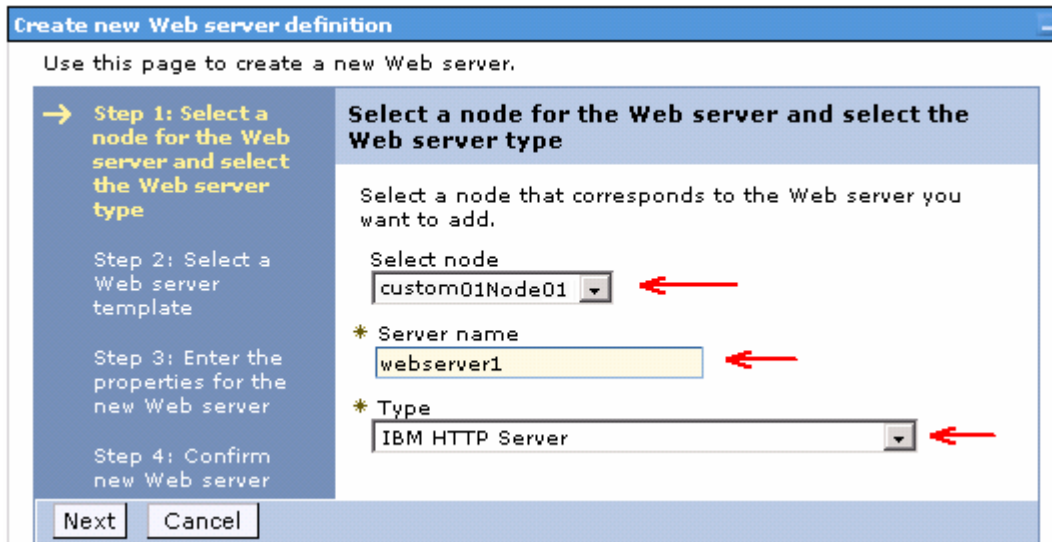 Create new Web server definition
Use this page to create a new Web server.
Step 1: Select a
node for the Web
server and select
the Web server
type
Step 2: Select a
Web server
template
Step 3: Enter the
properties for the
new Web server
Step 4: Confirm
new Web server
Select a node for the Web server and select the
Web server type
Select a node that corresponds to the Web server you
want to add.
Select node
custom01Node01
* Server name
webserver1
* Type
IBM HTTP Server
Next
Cancel